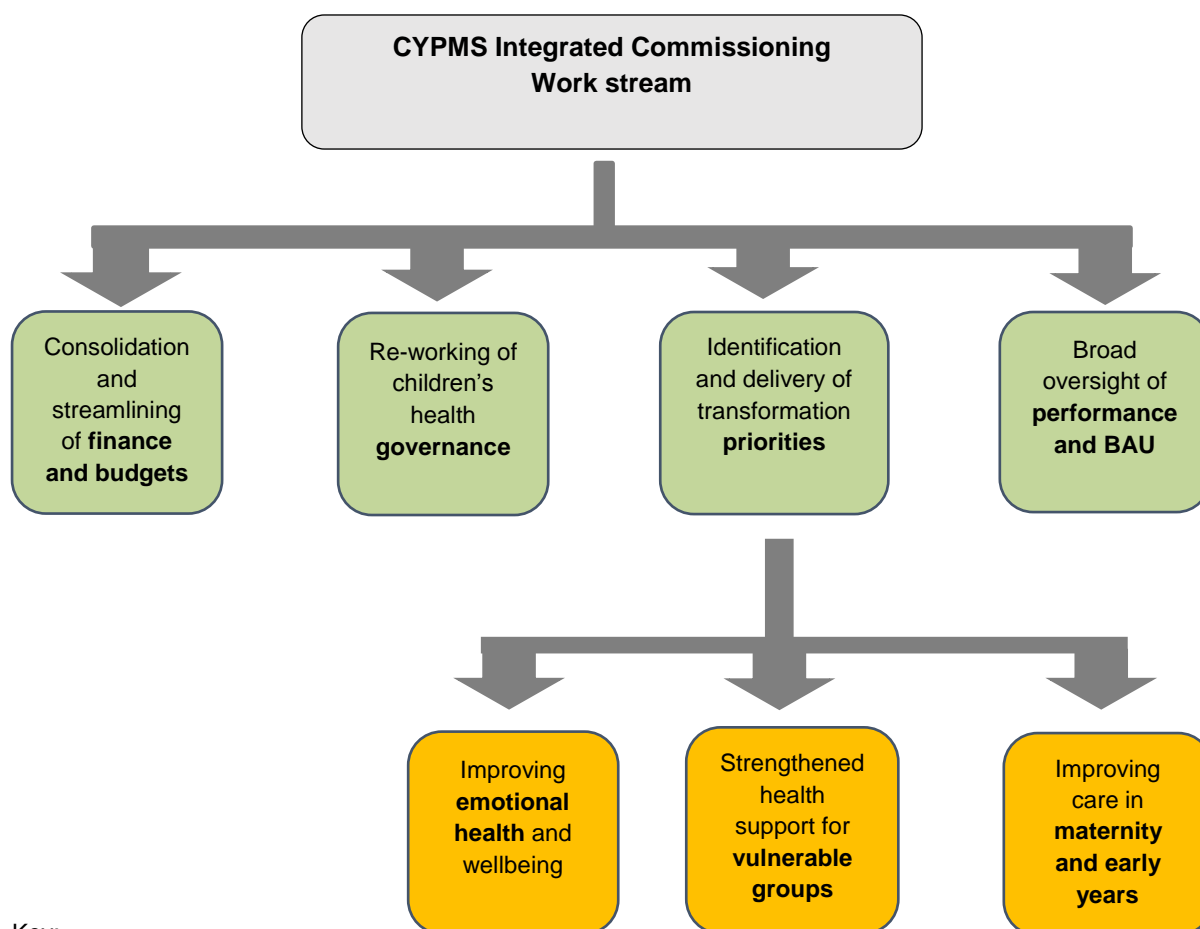 CYPMS Integrated Commissioning
Work stream
Consolidation
and
streamlining
of finance
and budgets
Re-working of
children's
health
governance
Identification
and delivery of
transformation
priorities
Broad
oversight of
performance
and BAU
Improving
emotional
health and
wellbeing
Strengthened
health
support for
vulnerable
groups
Improving
care in
maternity
and early
years